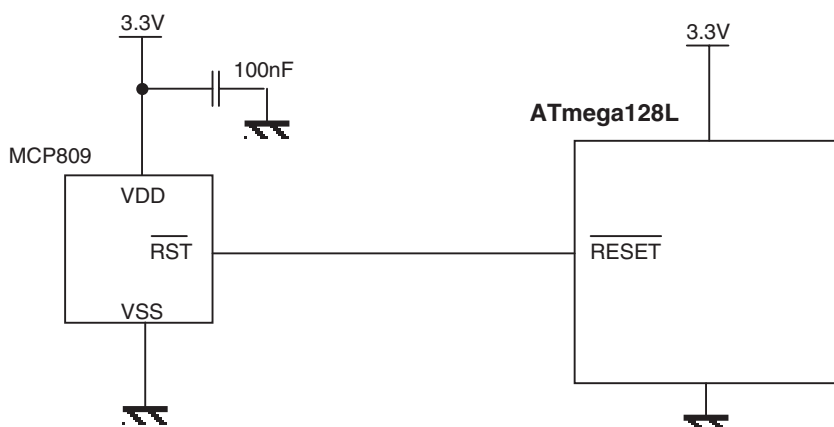 3.3V
100nF
3.3V
ATmega128L
MCP809
VDD
RST
RESET
VSS